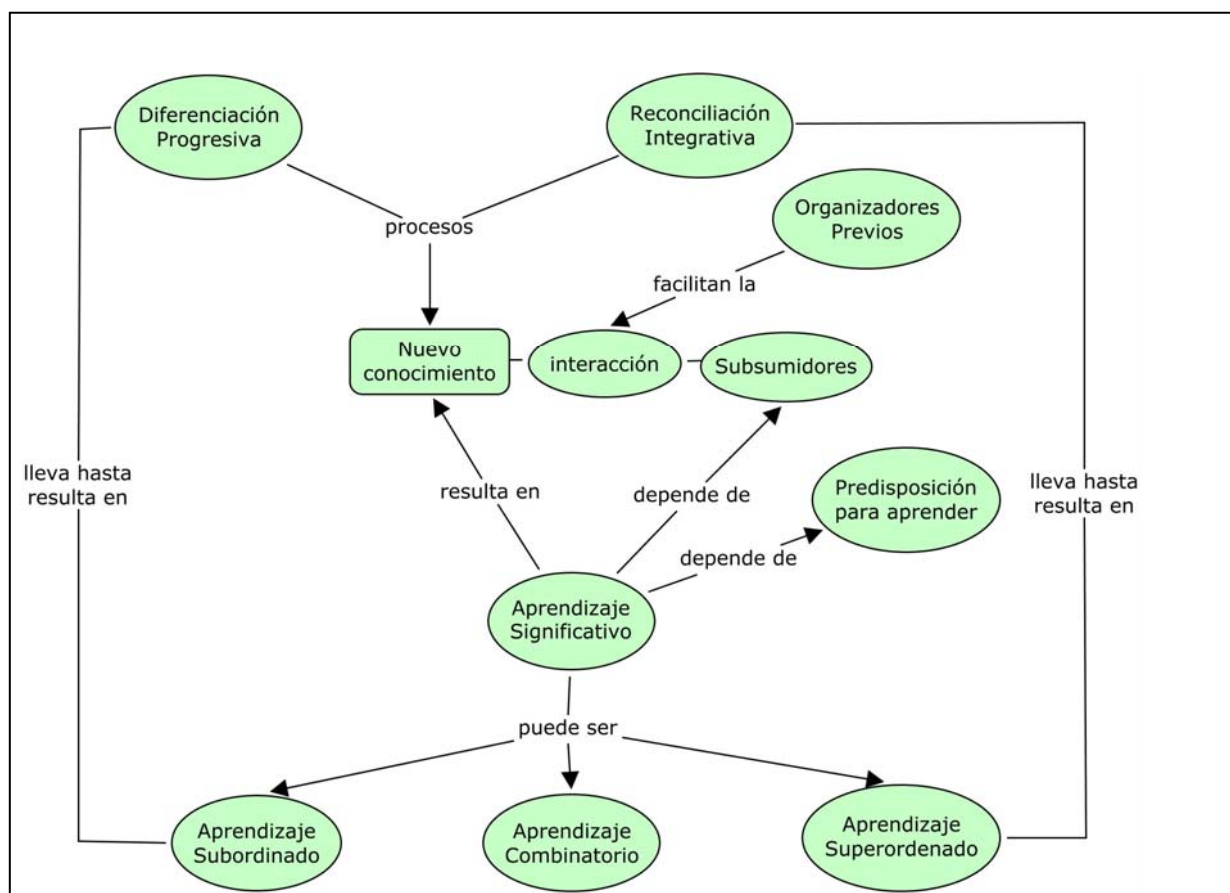 Diferenciación
Progresiva
Reconciliación
Integrativa
Organizadores
Previos
procesos
facilitan la
Nuevo
conocimiento
interacción
Subsumidores
lleva hasta
resulta en
resulta en
depende de
Predisposición
para aprender
lleva hasta
resulta en
depende de
Aprendizaje
Significativo
puede ser
Aprendizaje
Subordinado
Aprendizaje
Combinatorio
Aprendizaje
Superordenado